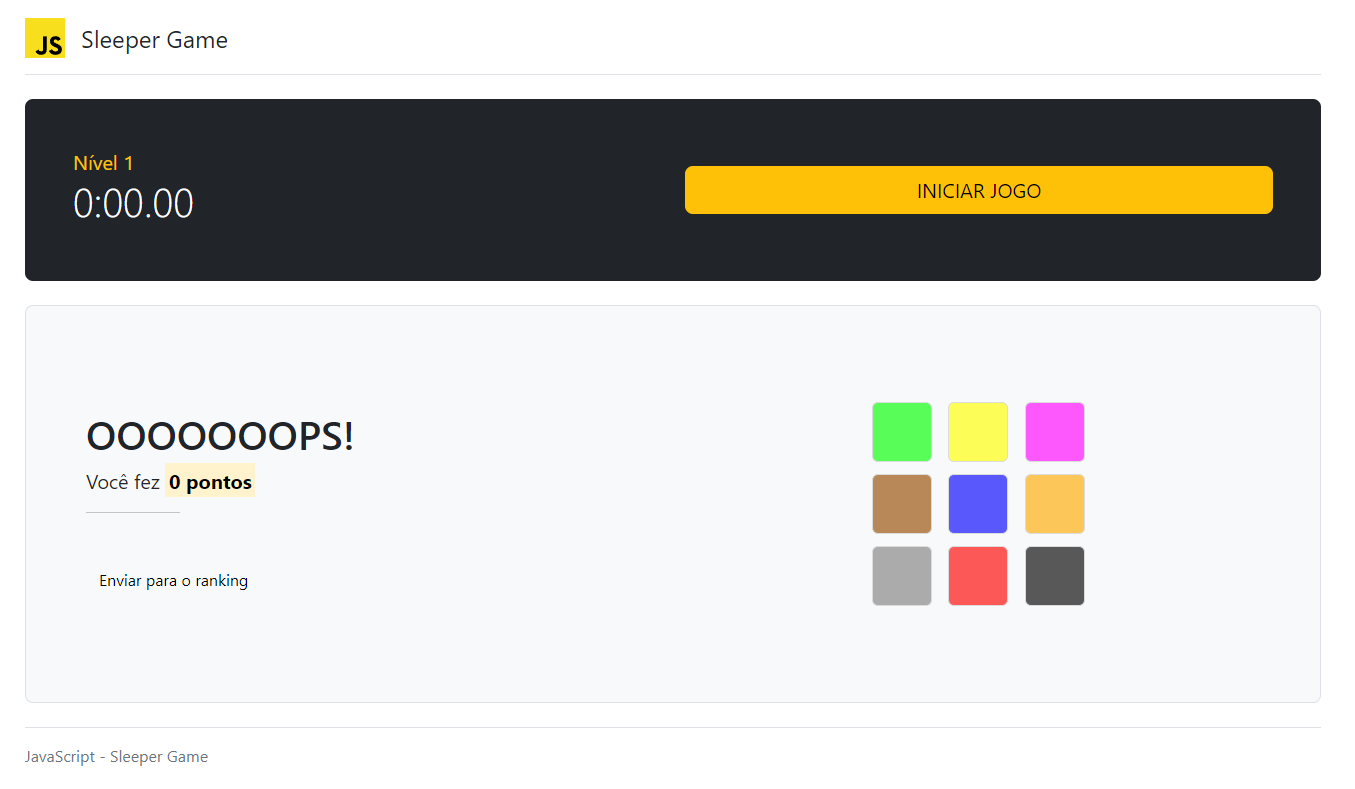 JS Sleeper Game
Nível 1
0:00.00
INICIAR JOGO
OOOOOOOPS!
Você fez 0 pontos
Enviar para o ranking
JavaScript - Sleeper Game